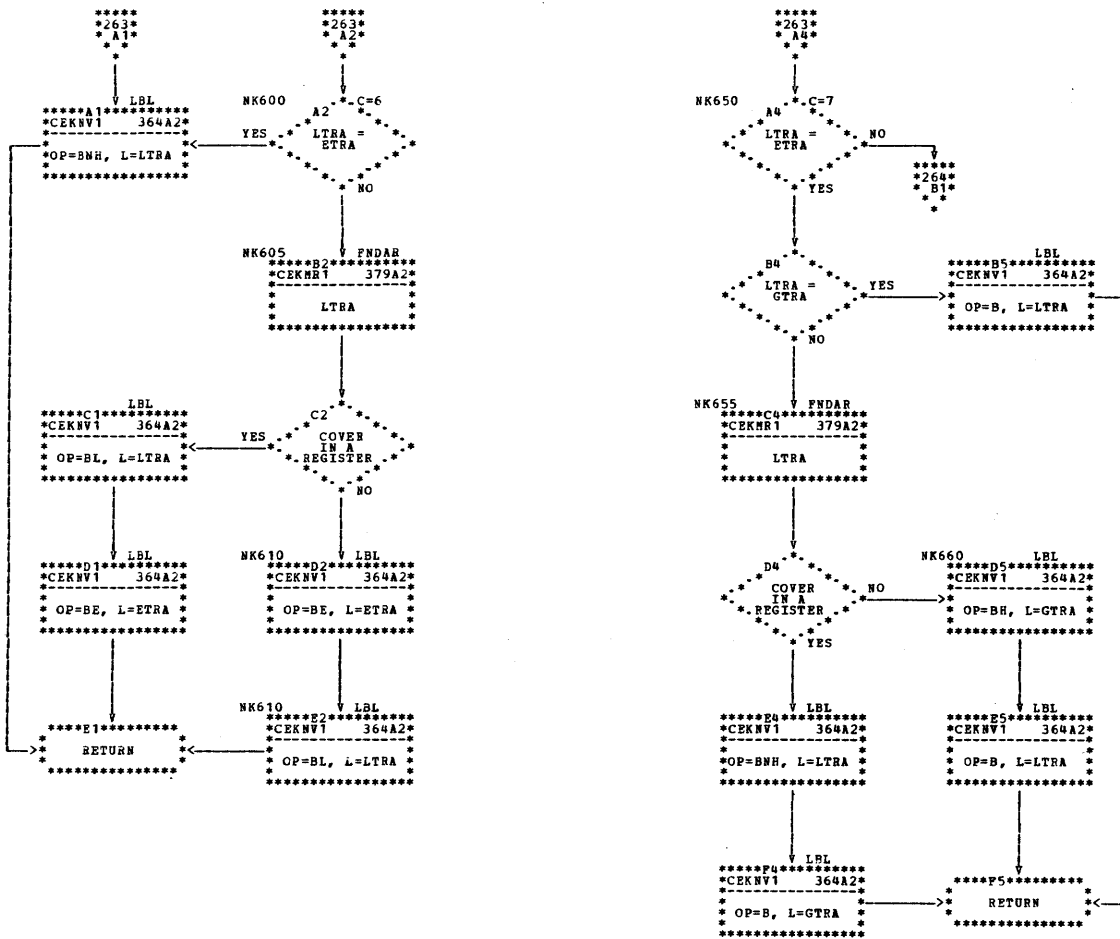 263
A1
263
A2
263
A4
A1 LBL
CEKNV1 364A2
OP=BNH, L=LTRA
NK600
A2
C=6
LTRA =
ETRA
YES
NO
NK650
A4
C=7
LTRA =
ETRA
NO
YES
264
B1
NK605 B2 FNDAR
CEKMR1 379A2
LTRA
B4
LTRA =
GTRA
YES
NO
B5 LBL
CEKNV1 364A2
OP=B, L=LTRA
C1 LBL
CEKNV1 364A2
OP=BL, L=LTRA
C2
COVER
IN A
REGISTER
YES
NO
NK655 C4 FNDAR
CEKMR1 379A2
LTRA
D1 LBL
CEKNV1 364A2
OP=BE, L=ETRA
NK610 D2 LBL
CEKNV1 364A2
OP=BE, L=ETRA
D4
COVER
IN A
REGISTER
NO
YES
NK660 D5 LBL
CEKNV1 364A2
OP=BH, L=GTRA
E1
RETURN
NK610 E2 LBL
CEKNV1 364A2
OP=BL, L=LTRA
E4 LBL
CEKNV1 364A2
OP=BNH, L=LTRA
E5 LBL
CEKNV1 364A2
OP=B, L=LTRA
F4 LBL
CEKNV1 364A2
OP=B, L=GTRA
F5
RETURN